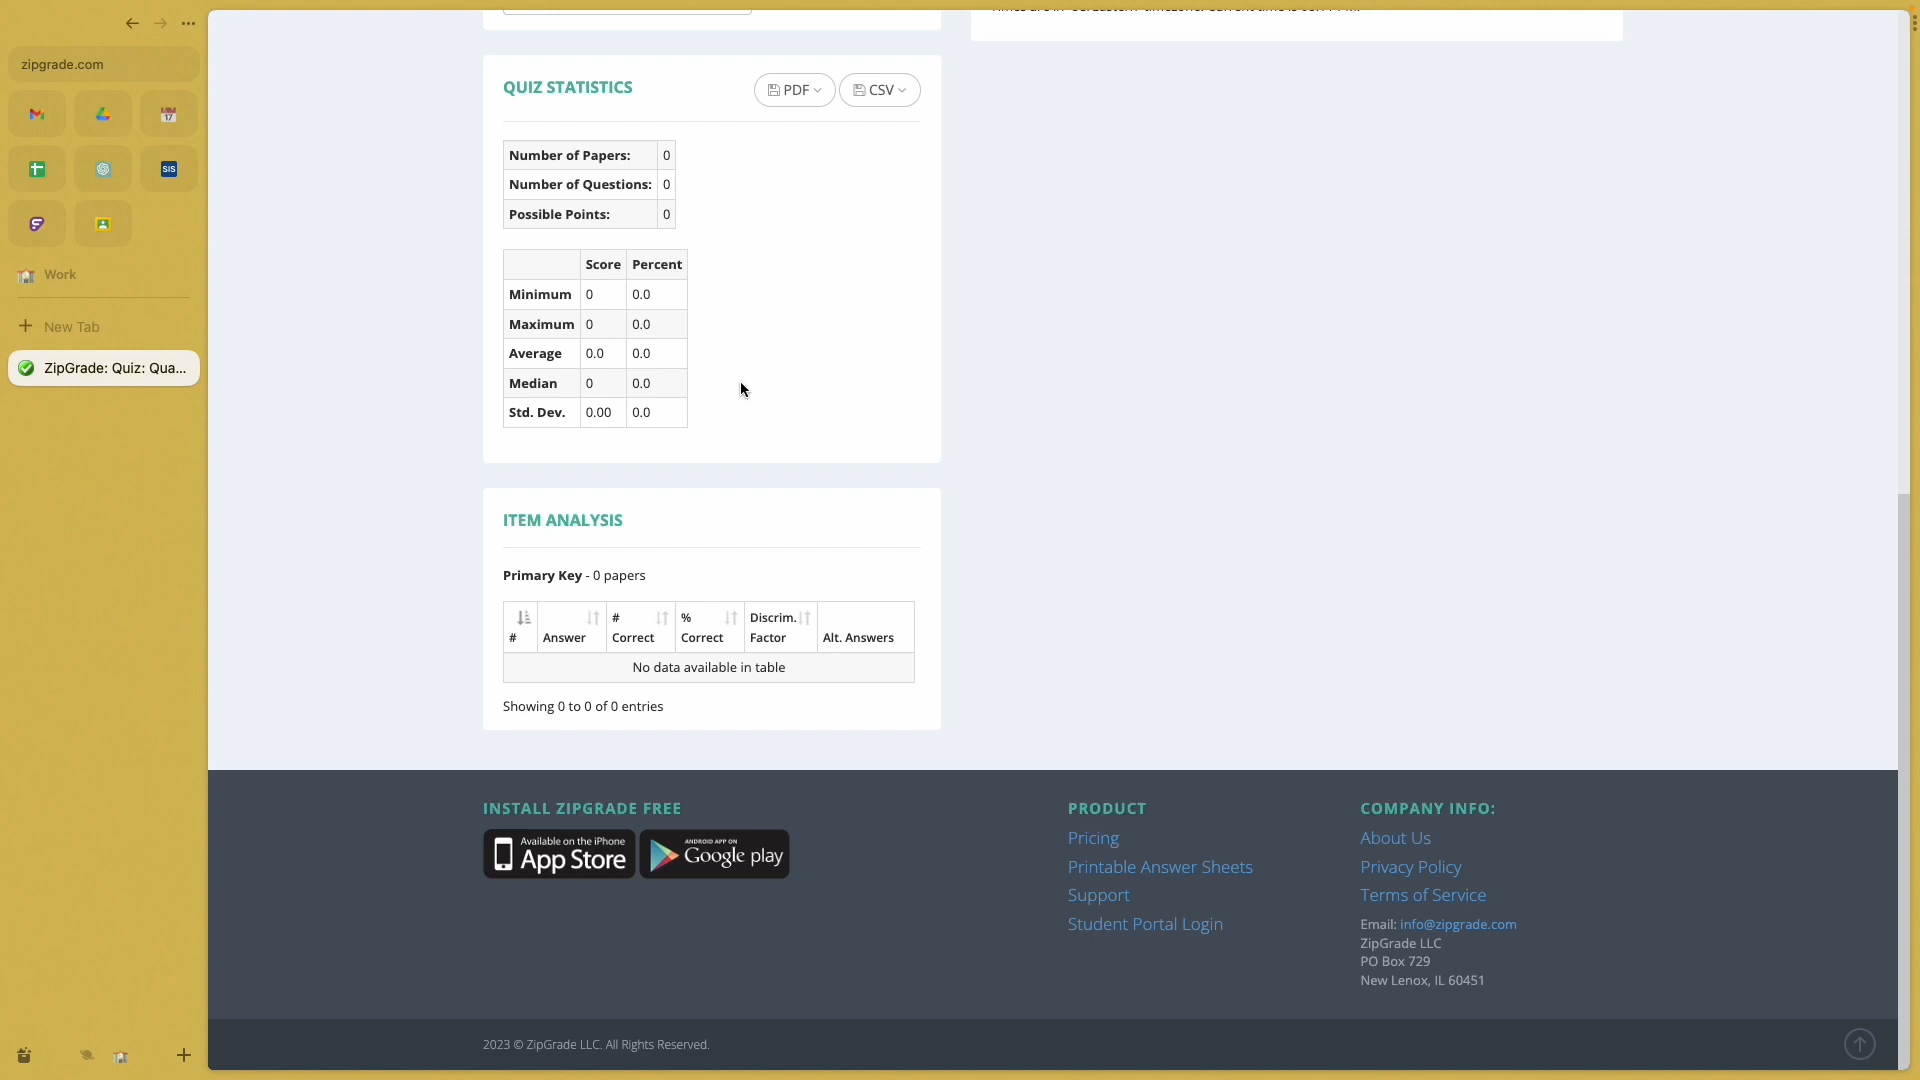 zipgrade.com
SIS
Work
New Tab
ZipGrade: Quiz: Qua...
QUIZ STATISTICS
PDF
CSV
Number of Papers: 0
Number of Questions: 0
Possible Points: 0
Score Percent
Minimum 0 0.0
Maximum 0 0.0
Average 0.0 0.0
Median 0 0.0
Std. Dev. 0.00 0.0
ITEM ANALYSIS
Primary Key - 0 papers
# Answer # Correct % Correct Discrim. Factor Alt. Answers
No data available in table
Showing 0 to 0 of 0 entries
INSTALL ZIPGRADE FREE
Available on the iPhone
App Store
ANDROID APP ON
Google play
PRODUCT
Pricing
Printable Answer Sheets
Support
Student Portal Login
COMPANY INFO:
About Us
Privacy Policy
Terms of Service
Email: info@zipgrade.com
ZipGrade LLC
PO Box 729
New Lenox, IL 60451
2023 © ZipGrade LLC. All Rights Reserved.